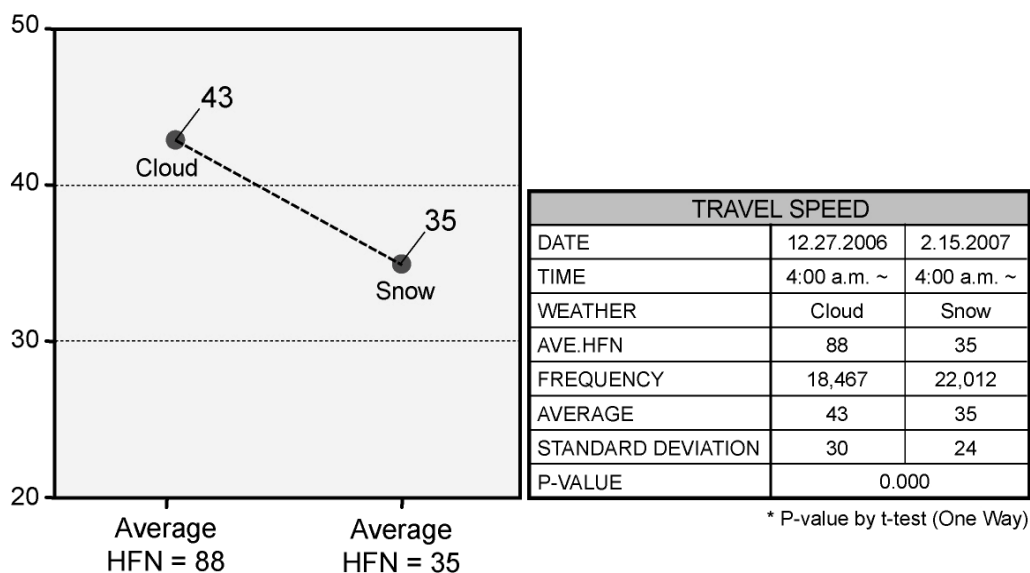 50
43
Cloud
40
35
Snow
30
20
Average
HFN = 88
Average
HFN = 35
TRAVEL SPEED
DATE 12.27.2006 2.15.2007
TIME 4:00 a.m. ~ 4:00 a.m. ~
WEATHER Cloud Snow
AVE.HFN 88 35
FREQUENCY 18,467 22,012
AVERAGE 43 35
STANDARD DEVIATION 30 24
P-VALUE 0.000
* P-value by t-test (One Way)